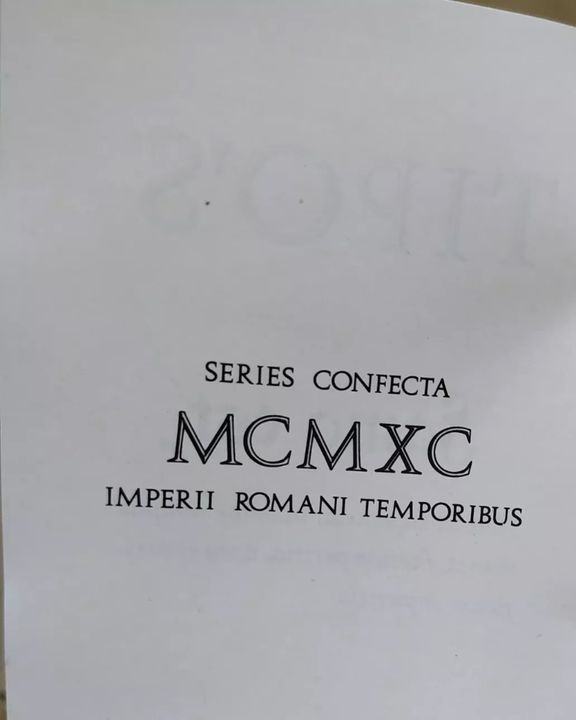 SERIES CONFECTA
MCMXC
IMPERII ROMANI TEMPORIBUS